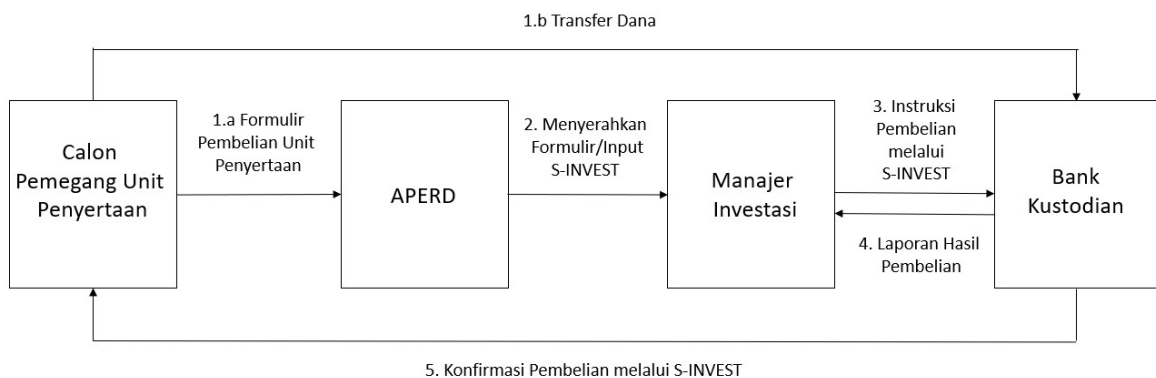 1.b Transfer Dana
Calon
Pemegang Unit
Penyertaan
1.a Formulir
Pembelian Unit
Penyertaan
APERD
2. Menyerahkan
Formulir/Input
S-INVEST
Manajer
Investasi
3. Instruksi
Pembelian
melalui
S-INVEST
4. Laporan Hasil
Pembelian
Bank
Kustodian
5. Konfirmasi Pembelian melalui S-INVEST